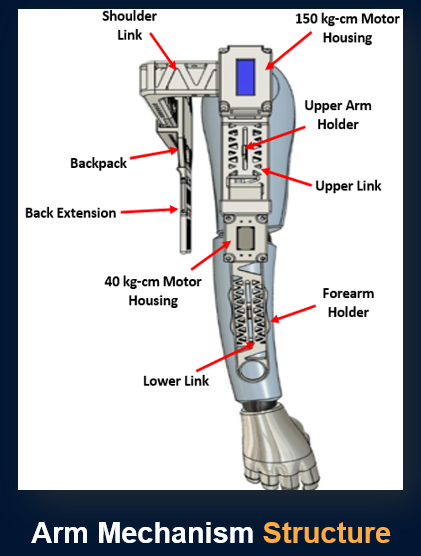 Shoulder
Link
150 kg-cm Motor
Housing
Upper Arm
Holder
Backpack
Upper Link
Back Extension
40 kg-cm Motor
Housing
Forearm
Holder
Lower Link
Arm Mechanism Structure